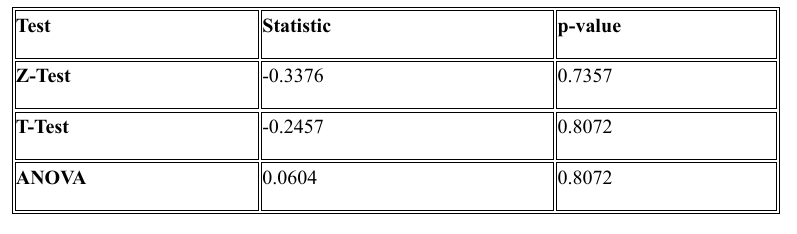 Test Statistic p-value
Z-Test -0.3376 0.7357
T-Test -0.2457 0.8072
ANOVA 0.0604 0.8072